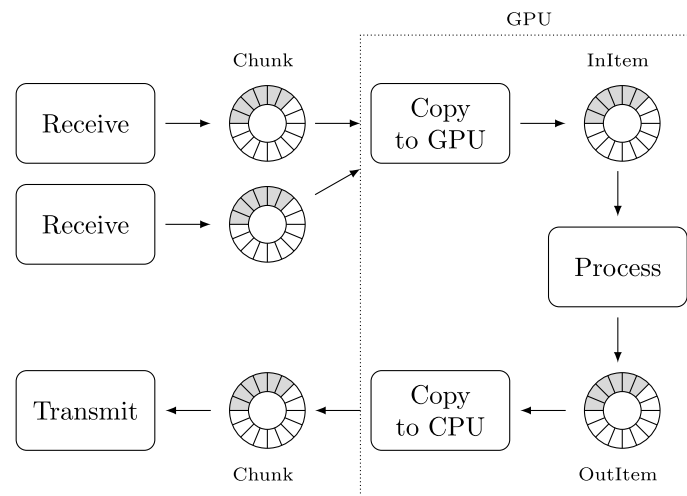 GPU
Chunk
InItem
Receive
Copy
to GPU
Receive
Process
Transmit
Copy
to CPU
Chunk
OutItem